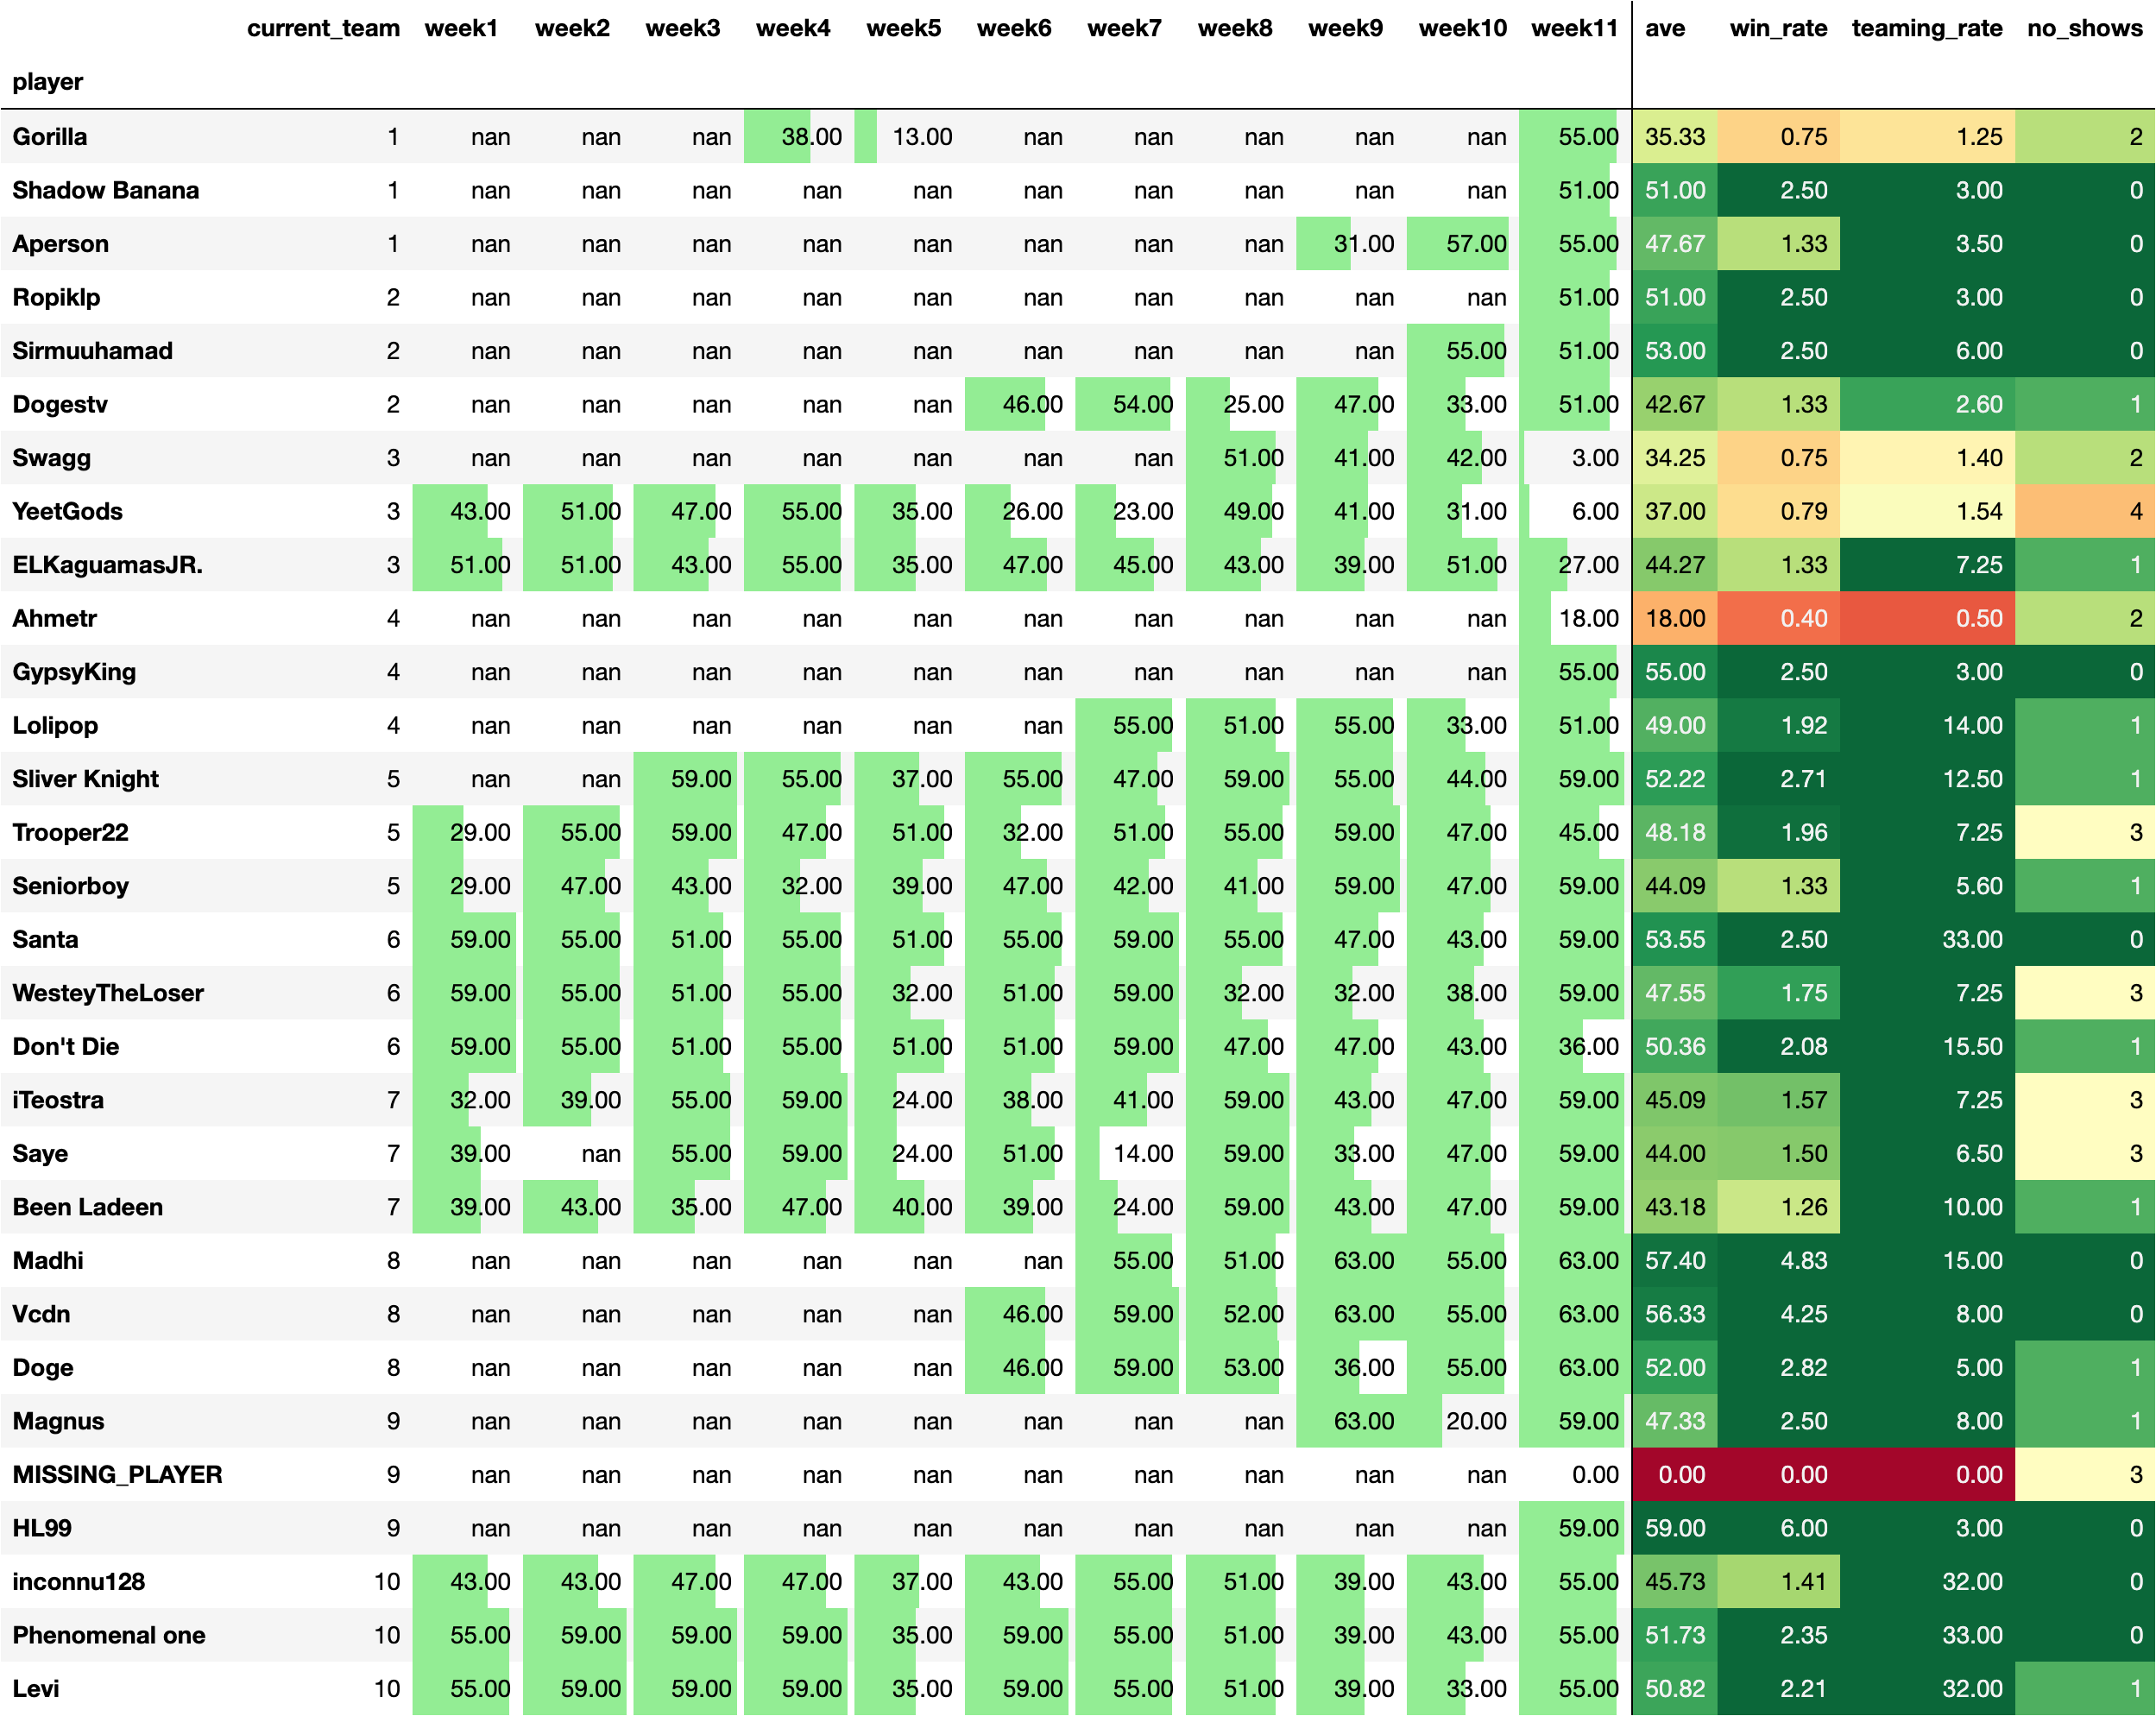 current_team week1 week2 week3 week4 week5 week6 week7 week8 week9 week10 week11 ave win_rate teaming_rate no_shows
player
Gorilla 1 nan nan nan 38.00 13.00 nan nan nan nan nan 55.00 35.33 0.75 1.25 2
Shadow Banana 1 nan nan nan nan nan nan nan nan nan nan 51.00 51.00 2.50 3.00 0
Aperson 1 nan nan nan nan nan nan nan nan 31.00 57.00 55.00 47.67 1.33 3.50 0
Ropiklp 2 nan nan nan nan nan nan nan nan nan nan 51.00 51.00 2.50 3.00 0
Sirmuuhamad 2 nan nan nan nan nan nan nan nan nan 55.00 51.00 53.00 2.50 6.00 0
Dogestv 2 nan nan nan nan nan 46.00 54.00 25.00 47.00 33.00 51.00 42.67 1.33 2.60 1
Swagg 3 nan nan nan nan nan nan nan 51.00 41.00 42.00 3.00 34.25 0.75 1.40 2
YeetGods 3 43.00 51.00 47.00 55.00 35.00 26.00 23.00 49.00 41.00 31.00 6.00 37.00 0.79 1.54 4
ELKaguamasJR. 3 51.00 51.00 43.00 55.00 35.00 47.00 45.00 43.00 39.00 51.00 27.00 44.27 1.33 7.25 1
Ahmetr 4 nan nan nan nan nan nan nan nan nan nan 18.00 18.00 0.40 0.50 2
GypsyKing 4 nan nan nan nan nan nan nan nan nan nan 55.00 55.00 2.50 3.00 0
Lolipop 4 nan nan nan nan nan nan 55.00 51.00 55.00 33.00 51.00 49.00 1.92 14.00 1
Sliver Knight 5 nan nan 59.00 55.00 37.00 55.00 47.00 59.00 55.00 44.00 59.00 52.22 2.71 12.50 1
Trooper22 5 29.00 55.00 59.00 47.00 51.00 32.00 51.00 55.00 59.00 47.00 45.00 48.18 1.96 7.25 3
Seniorboy 5 29.00 47.00 43.00 32.00 39.00 47.00 42.00 41.00 59.00 47.00 59.00 44.09 1.33 5.60 1
Santa 6 59.00 55.00 51.00 55.00 51.00 55.00 59.00 55.00 47.00 43.00 59.00 53.55 2.50 33.00 0
WesteyTheLoser 6 59.00 55.00 51.00 55.00 32.00 51.00 59.00 32.00 32.00 38.00 59.00 47.55 1.75 7.25 3
Don't Die 6 59.00 55.00 51.00 55.00 51.00 51.00 59.00 47.00 47.00 43.00 36.00 50.36 2.08 15.50 1
iTeostra 7 32.00 39.00 55.00 59.00 24.00 38.00 41.00 59.00 43.00 47.00 59.00 45.09 1.57 7.25 3
Saye 7 39.00 nan 55.00 59.00 24.00 51.00 14.00 59.00 33.00 47.00 59.00 44.00 1.50 6.50 3
Been Ladeen 7 39.00 43.00 35.00 47.00 40.00 39.00 24.00 59.00 43.00 47.00 59.00 43.18 1.26 10.00 1
Madhi 8 nan nan nan nan nan nan 55.00 51.00 63.00 55.00 63.00 57.40 4.83 15.00 0
Vcdn 8 nan nan nan nan nan 46.00 59.00 52.00 63.00 55.00 63.00 56.33 4.25 8.00 0
Doge 8 nan nan nan nan nan 46.00 59.00 53.00 36.00 55.00 63.00 52.00 2.82 5.00 1
Magnus 9 nan nan nan nan nan nan nan nan 63.00 20.00 59.00 47.33 2.50 8.00 1
MISSING_PLAYER 9 nan nan nan nan nan nan nan nan nan nan 0.00 0.00 0.00 0.00 3
HL99 9 nan nan nan nan nan nan nan nan nan nan 59.00 59.00 6.00 3.00 0
inconnu128 10 43.00 43.00 47.00 47.00 37.00 43.00 55.00 51.00 39.00 43.00 55.00 45.73 1.41 32.00 0
Phenomenal one 10 55.00 59.00 59.00 59.00 35.00 59.00 55.00 51.00 39.00 43.00 55.00 51.73 2.35 33.00 0
Levi 10 55.00 59.00 59.00 59.00 35.00 59.00 55.00 51.00 39.00 33.00 55.00 50.82 2.21 32.00 1